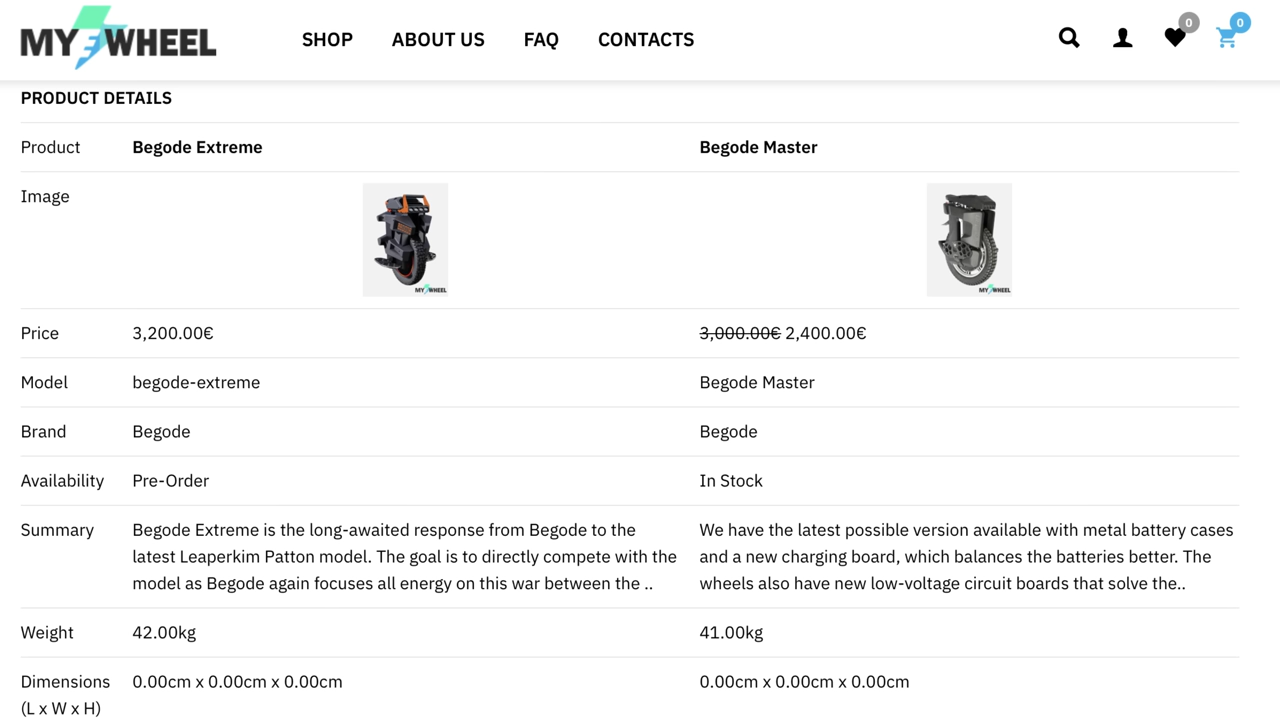 MY WHEEL
SHOP ABOUT US FAQ CONTACTS
0 0
PRODUCT DETAILS
Product Begode Extreme Begode Master
Image
MY WHEEL MY WHEEL
Price 3,200.00€ 3,000.00€ 2,400.00€
Model begode-extreme Begode Master
Brand Begode Begode
Availability Pre-Order In Stock
Summary Begode Extreme is the long-awaited response from Begode to the We have the latest possible version available with metal battery cases
latest Leaperkim Patton model. The goal is to directly compete with the and a new charging board, which balances the batteries better. The
model as Begode again focuses all energy on this war between the .. wheels also have new low-voltage circuit boards that solve the..
Weight 42.00kg 41.00kg
Dimensions 0.00cm x 0.00cm x 0.00cm 0.00cm x 0.00cm x 0.00cm
(L x W x H)